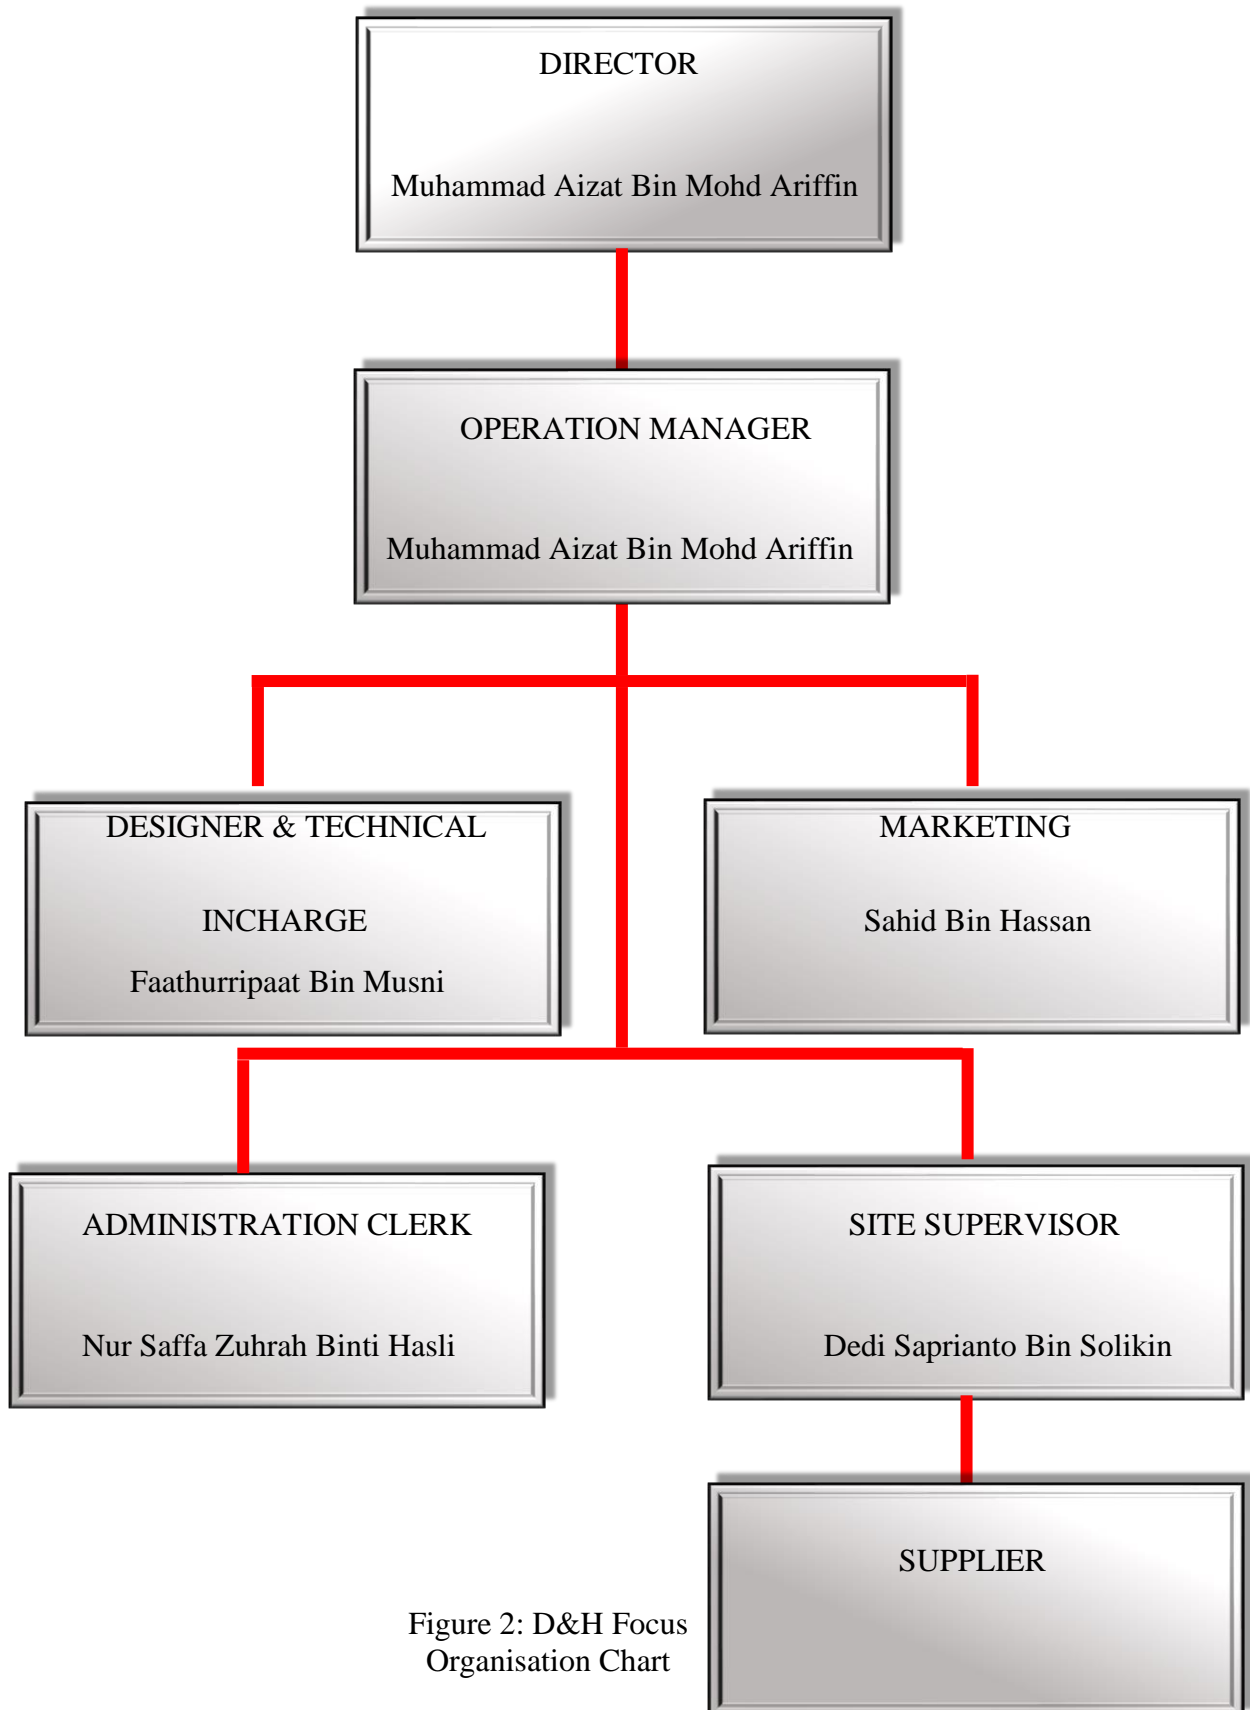 DIRECTOR
Muhammad Aizat Bin Mohd Ariffin
OPERATION MANAGER
Muhammad Aizat Bin Mohd Ariffin
DESIGNER & TECHNICAL
INCHARGE
Faathurripaat Bin Musni
MARKETING
Sahid Bin Hassan
ADMINISTRATION CLERK
Nur Saffa Zuhrah Binti Hasli
SITE SUPERVISOR
Dedi Saprianto Bin Solikin
SUPPLIER
Figure 2: D&H Focus
Organisation Chart